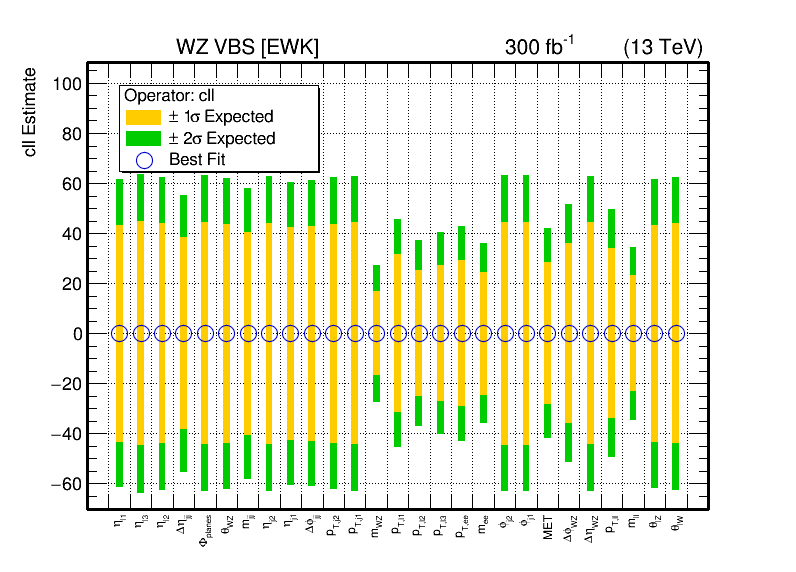 WZ VBS [EWK] 300 fb⁻¹ (13 TeV)
cll Estimate
Operator: cll
± 1σ Expected
± 2σ Expected
Best Fit
100
80
60
40
20
0
−20
−40
−60
η_l1 η_l3 η_l2 Δη_jj Φ_planes θ_WZ m_jj η_j2 η_j1 Δϕ_jj p_T,j2 p_T,j1 m_WZ p_T,l1 p_T,l2 p_T,l3 p_T,ee m_ee ϕ_j2 ϕ_j1 MET Δϕ_WZ Δη_WZ p_T,ll m_ll θ_lZ θ_lW